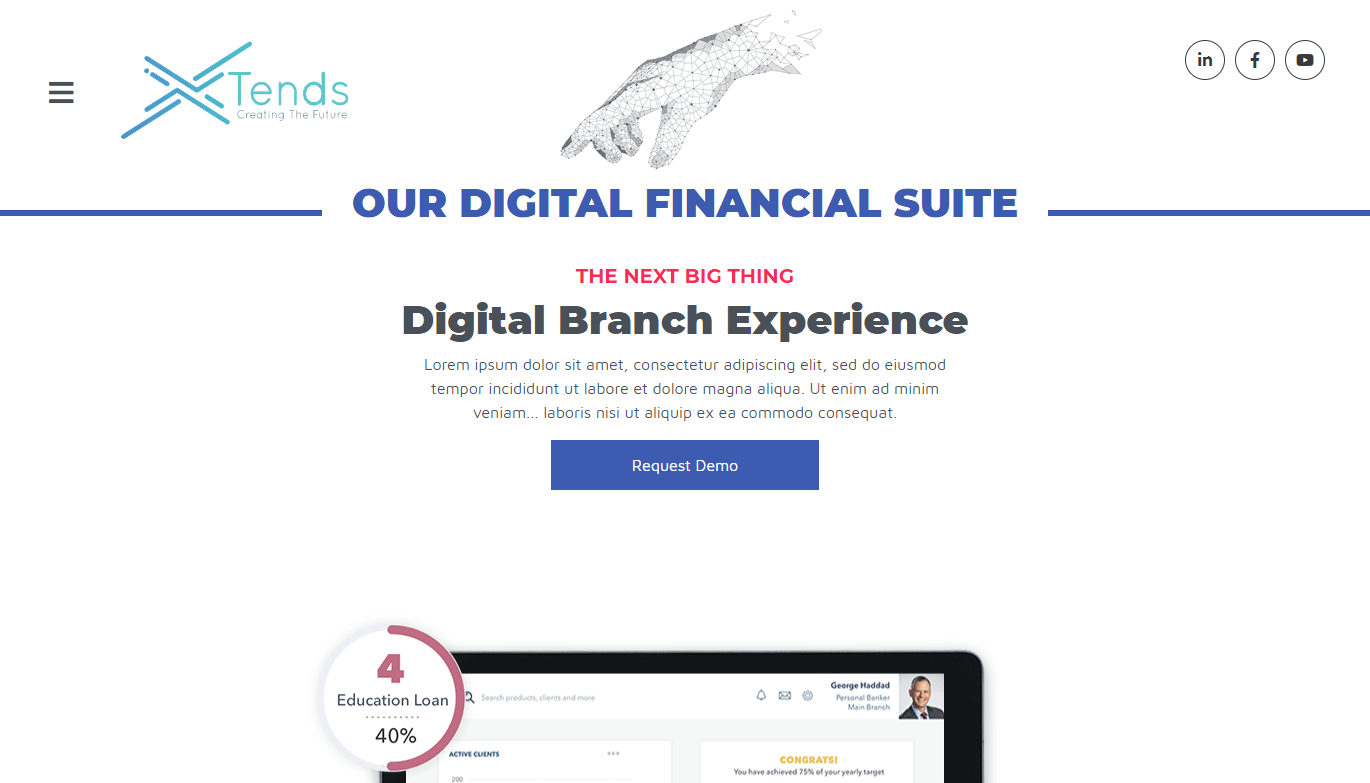 Tends
Creating The Future
OUR DIGITAL FINANCIAL SUITE
THE NEXT BIG THING
Digital Branch Experience
Lorem ipsum dolor sit amet, consectetur adipiscing elit, sed do eiusmod
tempor incididunt ut labore et dolore magna aliqua. Ut enim ad minim
veniam... laboris nisi ut aliquip ex ea commodo consequat.
Request Demo
4
Education Loan
40%
Search products, clients and more
George Haddad
Personal Banker
Main Branch
ACTIVE CLIENTS
200
CONGRATS!
You have achieved 75% of your yearly target